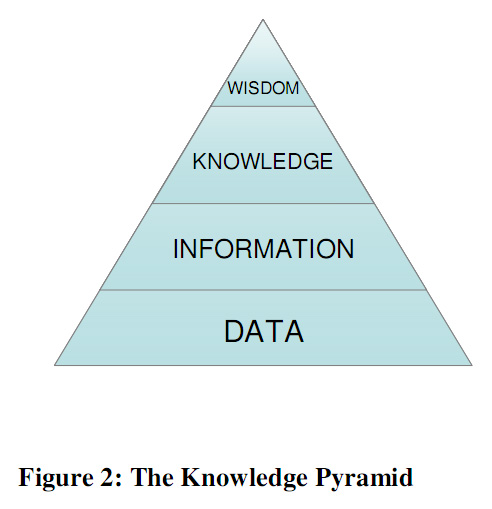 WISDOM
KNOWLEDGE
INFORMATION
DATA
Figure 2: The Knowledge Pyramid